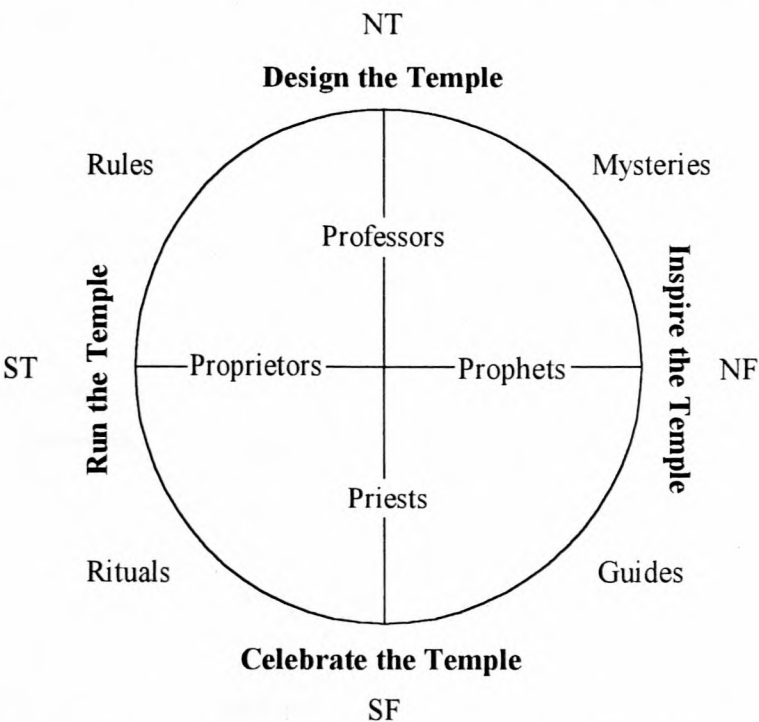 NT
Design the Temple
Rules
Mysteries
Professors
Run the Temple
Inspire the Temple
ST
Proprietors
Prophets
NF
Priests
Rituals
Guides
Celebrate the Temple
SF